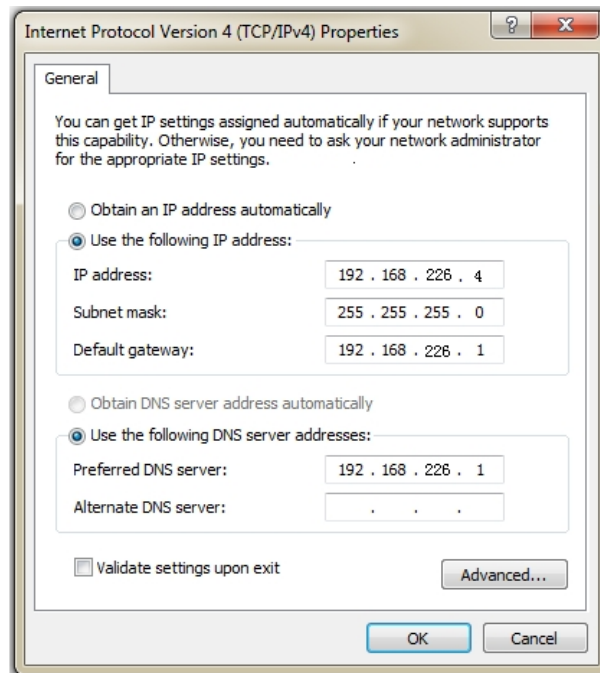 Internet Protocol Version 4 (TCP/IPv4) Properties
?
X
General
You can get IP settings assigned automatically if your network supports
this capability. Otherwise, you need to ask your network administrator
for the appropriate IP settings.
Obtain an IP address automatically
Use the following IP address:
IP address: 192 . 168 . 226 . 4
Subnet mask: 255 . 255 . 255 . 0
Default gateway: 192 . 168 . 226 . 1
Obtain DNS server address automatically
Use the following DNS server addresses:
Preferred DNS server: 192 . 168 . 226 . 1
Alternate DNS server: . . .
Validate settings upon exit
Advanced...
OK Cancel